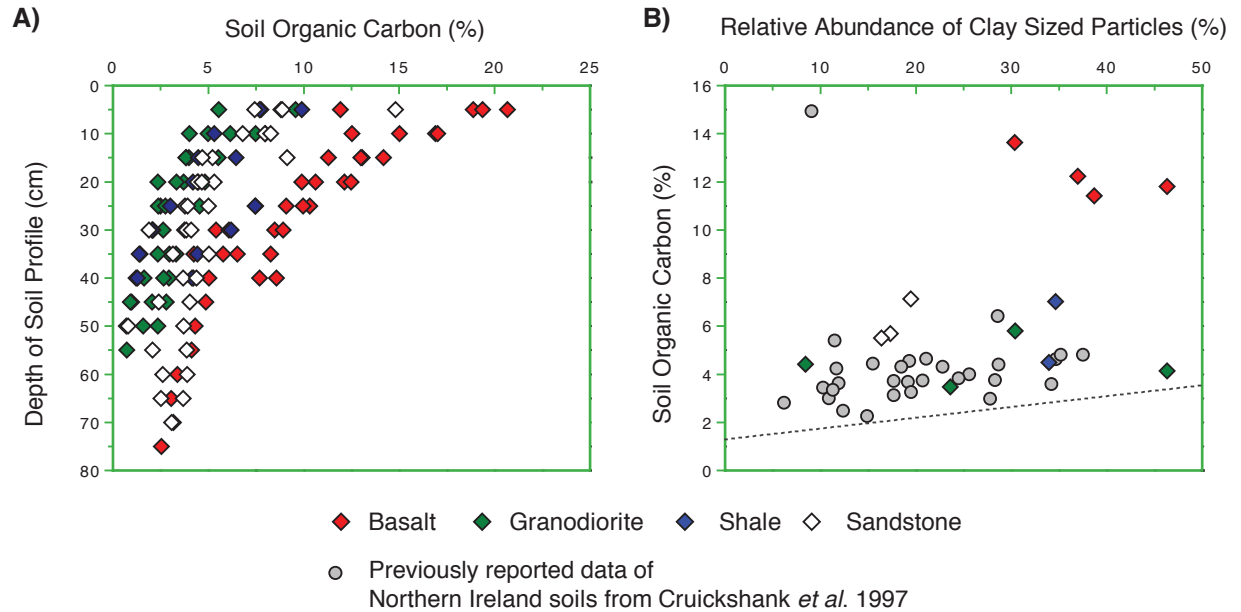 A)
Soil Organic Carbon (%)
0 5 10 15 20 25
0
10
20
30
40
50
60
70
80
Depth of Soil Profile (cm)
B)
Relative Abundance of Clay Sized Particles (%)
0 10 20 30 40 50
16
14
12
10
8
6
4
2
0
Soil Organic Carbon (%)
Basalt Granodiorite Shale Sandstone
Previously reported data of
Northern Ireland soils from Cruickshank et al. 1997